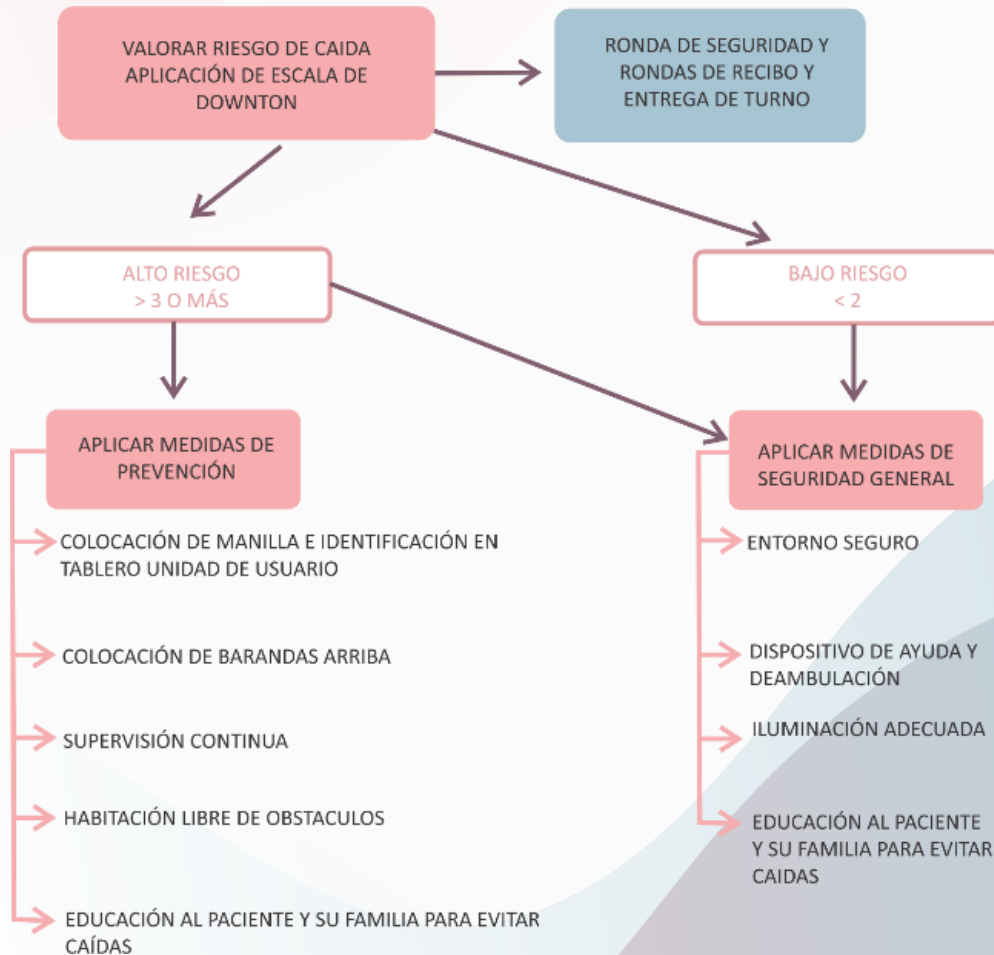 VALORAR RIESGO DE CAIDA
APLICACIÓN DE ESCALA DE
DOWNTON
RONDA DE SEGURIDAD Y
RONDAS DE RECIBO Y
ENTREGA DE TURNO
ALTO RIESGO
> 3 O MÁS
BAJO RIESGO
< 2
APLICAR MEDIDAS DE
PREVENCIÓN
COLOCACIÓN DE MANILLA E IDENTIFICACIÓN EN
TABLERO UNIDAD DE USUARIO
COLOCACIÓN DE BARANDAS ARRIBA
SUPERVISIÓN CONTINUA
HABITACIÓN LIBRE DE OBSTACULOS
EDUCACIÓN AL PACIENTE Y SU FAMILIA PARA EVITAR
CAÍDAS
APLICAR MEDIDAS DE
SEGURIDAD GENERAL
ENTORNO SEGURO
DISPOSITIVO DE AYUDA Y
DEAMBULACIÓN
ILUMINACIÓN ADECUADA
EDUCACIÓN AL PACIENTE
Y SU FAMILIA PARA EVITAR
CAIDAS